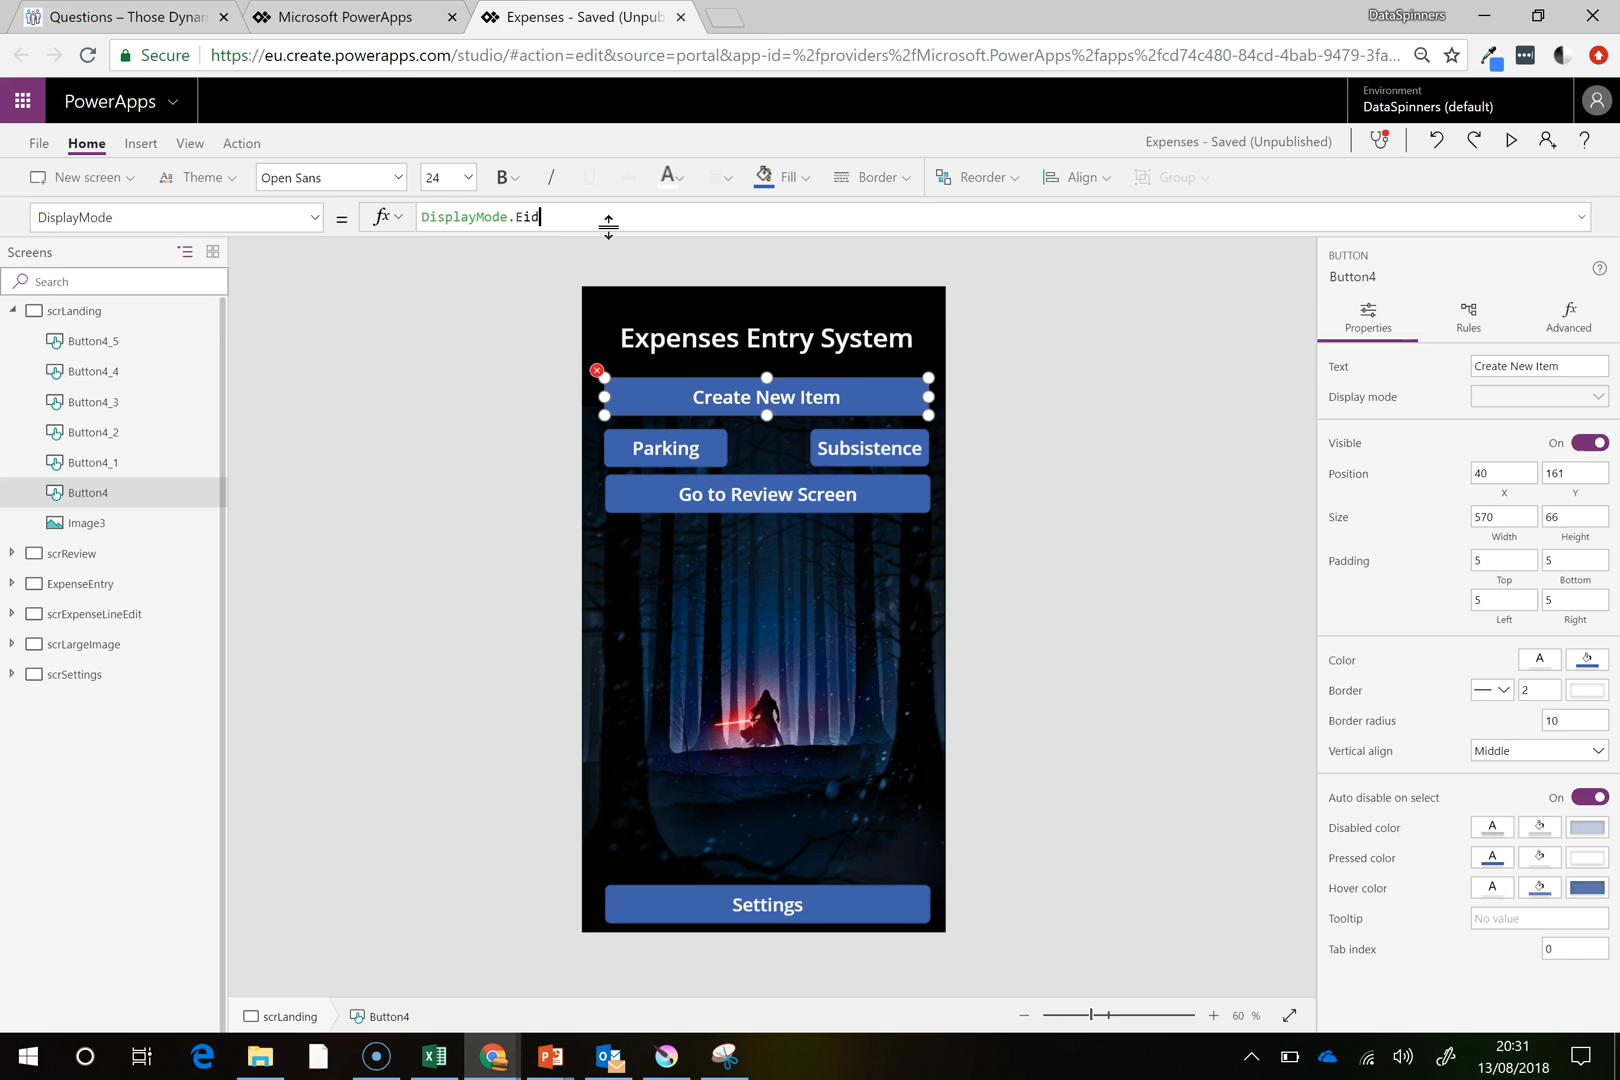 Questions – Those Dynan
Microsoft PowerApps
Expenses - Saved (Unpub
DataSpinners
Secure
https://eu.create.powerapps.com/studio/#action=edit&source=portal&app-id=%2fproviders%2fMicrosoft.PowerApps%2fapps%2fcd74c480-84cd-4bab-9479-3fa...
PowerApps
Environment
DataSpinners (default)
File
Home
Insert
View
Action
Expenses - Saved (Unpublished)
New screen
Theme
Open Sans
24
B
/
U
A
Fill
Border
Reorder
Align
Group
DisplayMode
=
fx
DisplayMode.Eid
Screens
Search
scrLanding
Button4_5
Button4_4
Button4_3
Button4_2
Button4_1
Button4
Image3
scrReview
ExpenseEntry
scrExpenseLineEdit
scrLargeImage
scrSettings
Expenses Entry System
Create New Item
Parking
Subsistence
Go to Review Screen
Settings
BUTTON
Button4
Properties
Rules
Advanced
Text
Create New Item
Display mode
Visible
On
Position
40
161
X
Y
Size
570
66
Width
Height
Padding
5
5
Top
Bottom
5
5
Left
Right
Color
A
Border
2
Border radius
10
Vertical align
Middle
Auto disable on select
On
Disabled color
A
Pressed color
A
Hover color
A
Tooltip
No value
Tab index
0
scrLanding
Button4
60 %
20:31
13/08/2018